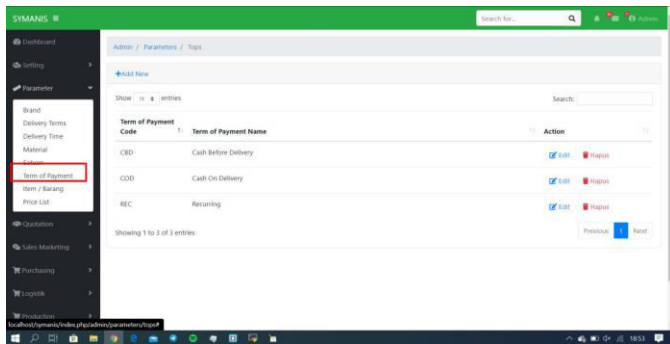 SYMANIS
Search for...
Admin
Dashboard
Setting
Parameter
Brand
Delivery Terms
Delivery Time
Material
Term of Payment
Item / Barang
Price List
Quotation
Sales Marketing
Purchasing
Logistik
Production
Admin / Parameters / Tops
Add New
Show 10 entries
Search:
Term of Payment Code Term of Payment Name Action
CBD Cash Before Delivery Edit Hapus
COD Cash On Delivery Edit Hapus
REC Recurring Edit Hapus
Showing 1 to 3 of 3 entries
Previous 1 Next
localhost/symanis/index.php/admin/parameters/tops#
1853